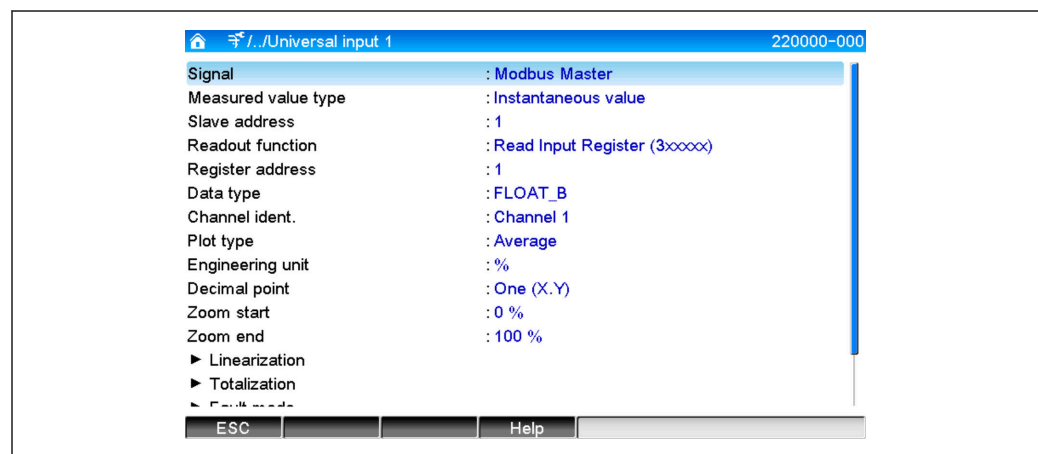 /../Universal input 1 220000-000
Signal : Modbus Master
Measured value type : Instantaneous value
Slave address : 1
Readout function : Read Input Register (3xxxxx)
Register address : 1
Data type : FLOAT_B
Channel ident. : Channel 1
Plot type : Average
Engineering unit : %
Decimal point : One (X.Y)
Zoom start : 0 %
Zoom end : 100 %
► Linearization
► Totalization
► Fault mode
ESC Help